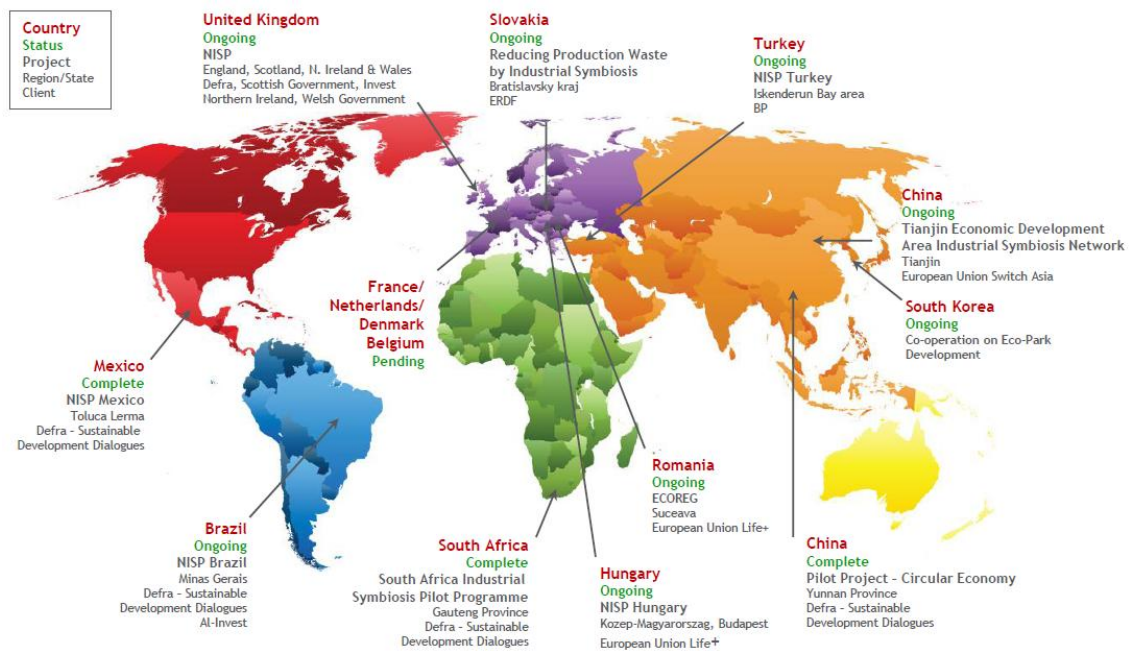 Country
Status
Project
Region/State
Client
United Kingdom
Ongoing
NISP
England, Scotland, N. Ireland & Wales
Defra, Scottish Government, Invest
Northern Ireland, Welsh Government
Slovakia
Ongoing
Reducing Production Waste
by Industrial Symbiosis
Bratislavsky kraj
ERDF
Turkey
Ongoing
NISP Turkey
Iskenderun Bay area
BP
China
Ongoing
Tianjin Economic Development
Area Industrial Symbiosis Network
Tianjin
European Union Switch Asia
South Korea
Ongoing
Co-operation on Eco-Park
Development
France/
Netherlands/
Denmark
Belgium
Pending
Mexico
Complete
NISP Mexico
Toluca Lerma
Defra - Sustainable
Development Dialogues
Brazil
Ongoing
NISP Brazil
Minas Gerais
Defra - Sustainable
Development Dialogues
Al-Invest
South Africa
Complete
South Africa Industrial
Symbiosis Pilot Programme
Gauteng Province
Defra - Sustainable
Development Dialogues
Hungary
Ongoing
NISP Hungary
Kozep-Magyarorszag, Budapest
European Union Life+
Romania
Ongoing
ECOREG
Suceava
European Union Life+
China
Complete
Pilot Project - Circular Economy
Yunnan Province
Defra - Sustainable
Development Dialogues